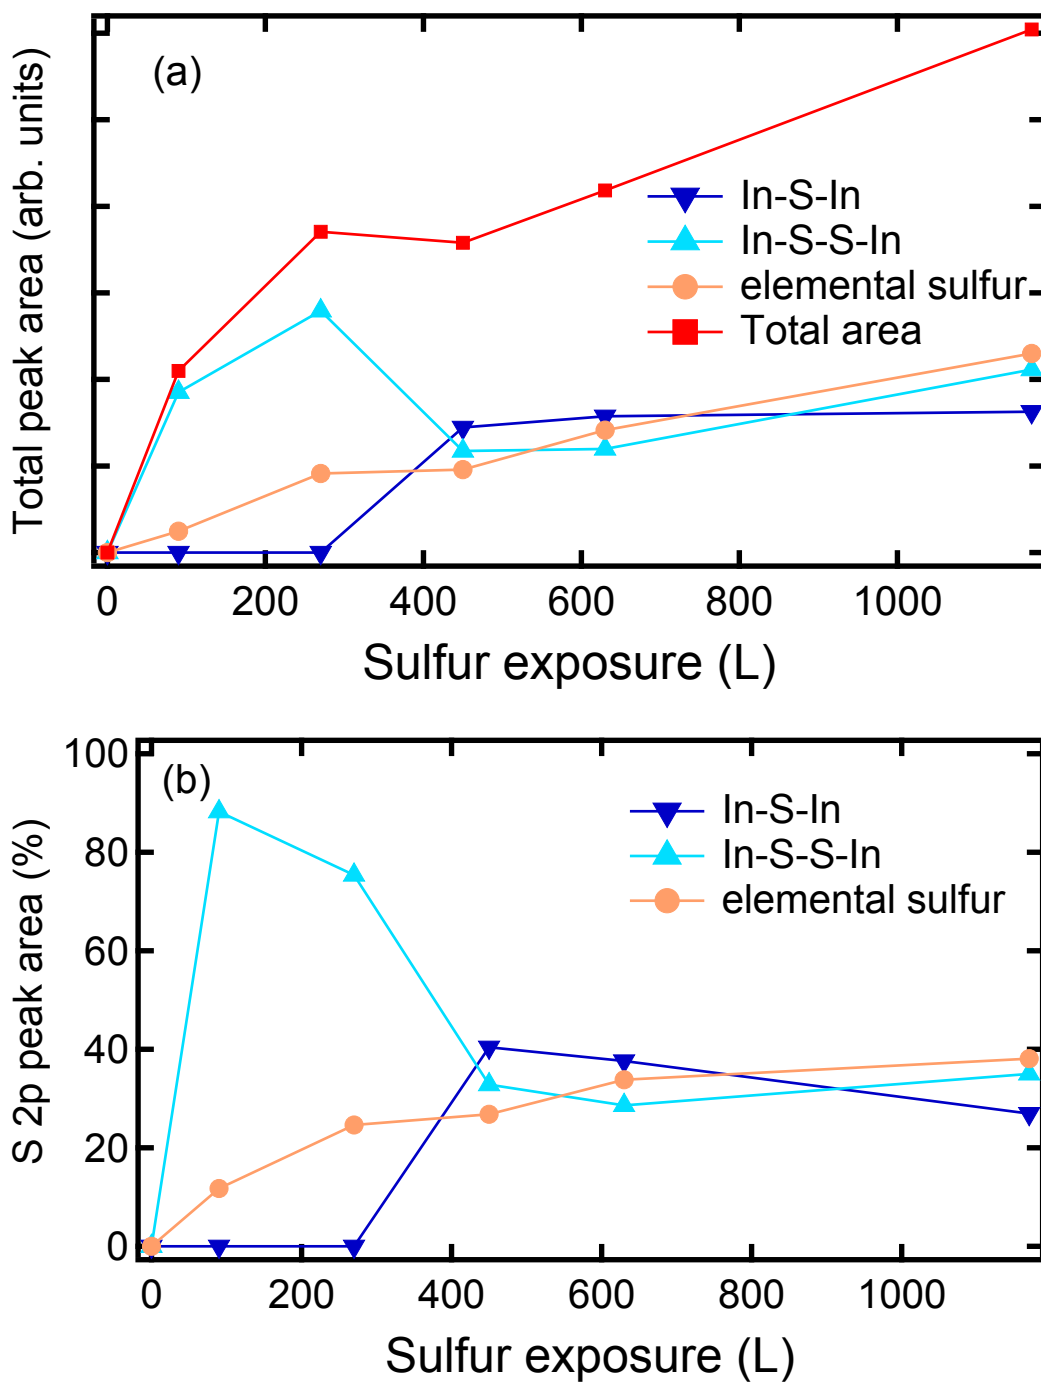 (a)
Total peak area (arb. units)
In-S-In
In-S-S-In
elemental sulfur
Total area
0 200 400 600 800 1000
Sulfur exposure (L)
(b)
S 2p peak area (%)
100
80
60
40
20
0
In-S-In
In-S-S-In
elemental sulfur
0 200 400 600 800 1000
Sulfur exposure (L)